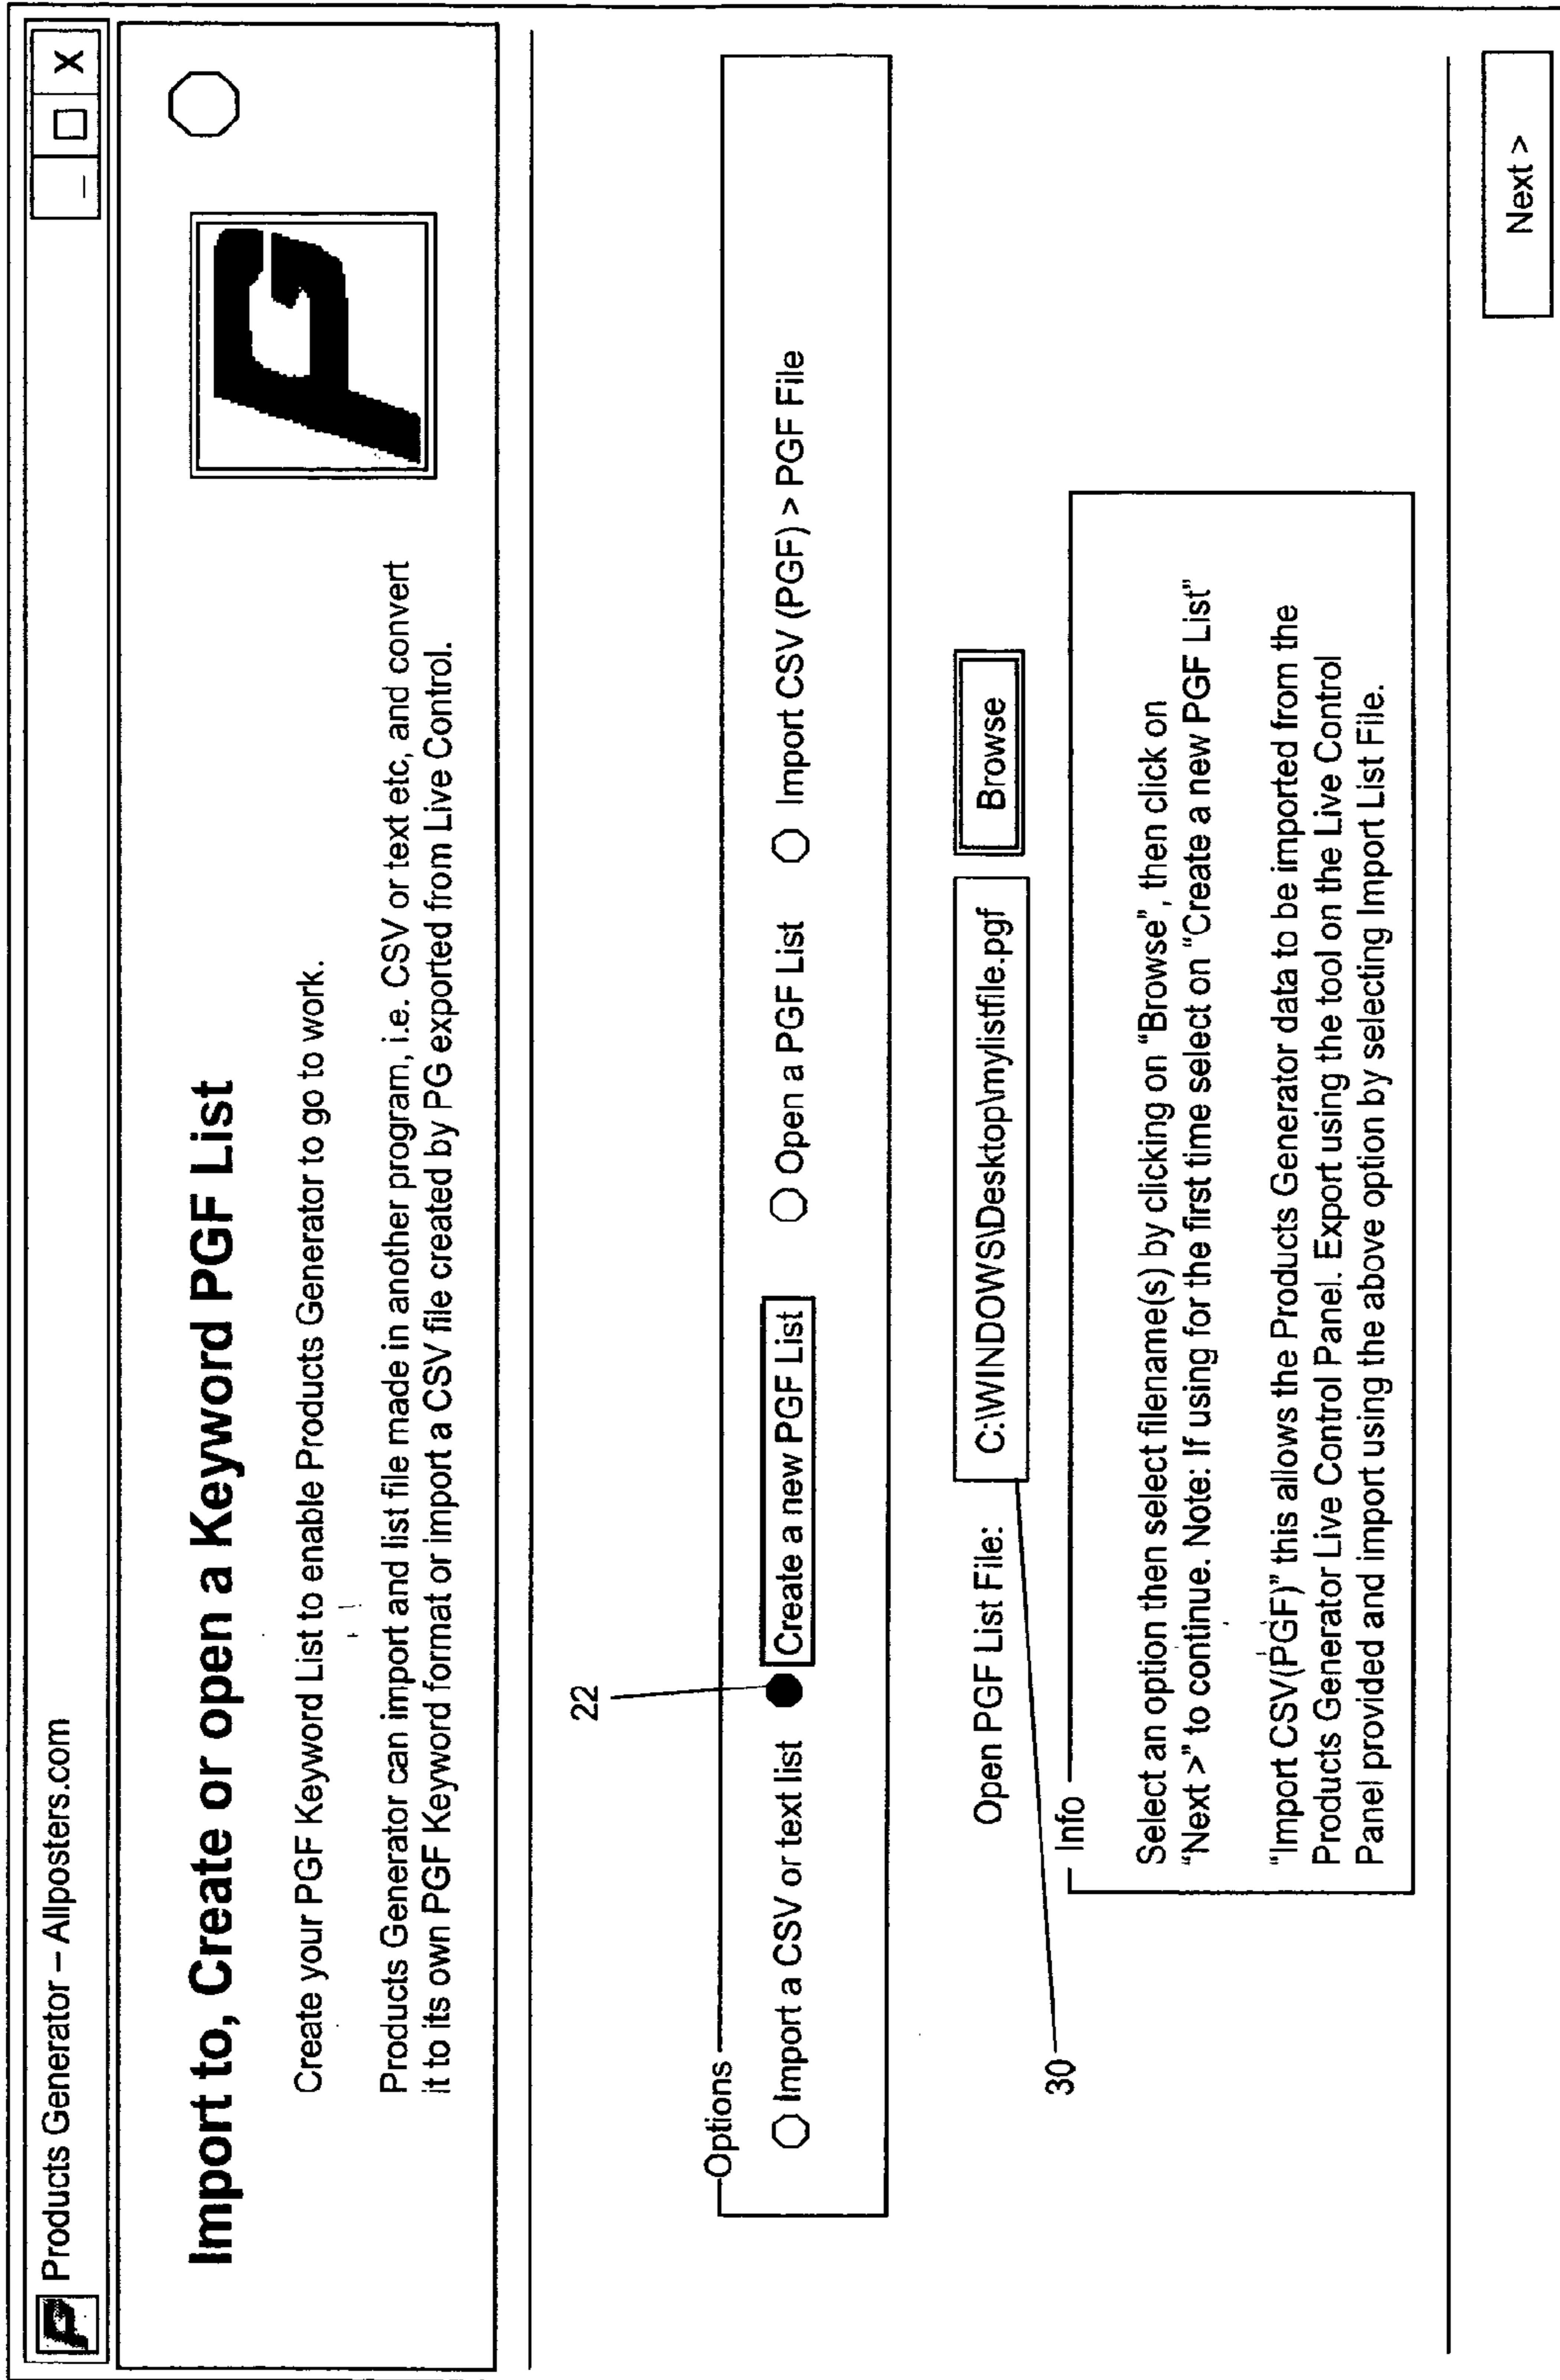 Products Generator – Allposters.com
_ X
Import to, Create or open a Keyword PGF List
PG
Create your PGF Keyword List to enable Products Generator to go to work.
Products Generator can import and list file made in another program, i.e. CSV or text etc, and convert
it to its own PGF Keyword format or import a CSV file created by PG exported from Live Control.
22
Options
Import a CSV or text list Create a new PGF List Open a PGF List Import CSV (PGF) > PGF File
Open PGF List File: C:\WINDOWS\Desktop\mylistfile.pgf Browse
30
Info
Select an option then select filename(s) by clicking on "Browse", then click on
“Next >” to continue. Note: If using for the first time select on “Create a new PGF List”
“Import CSV(PGF)” this allows the Products Generator data to be imported from the
Products Generator Live Control Panel. Export using the tool on the Live Control
Panel provided and import using the above option by selecting Import List File.
Next >